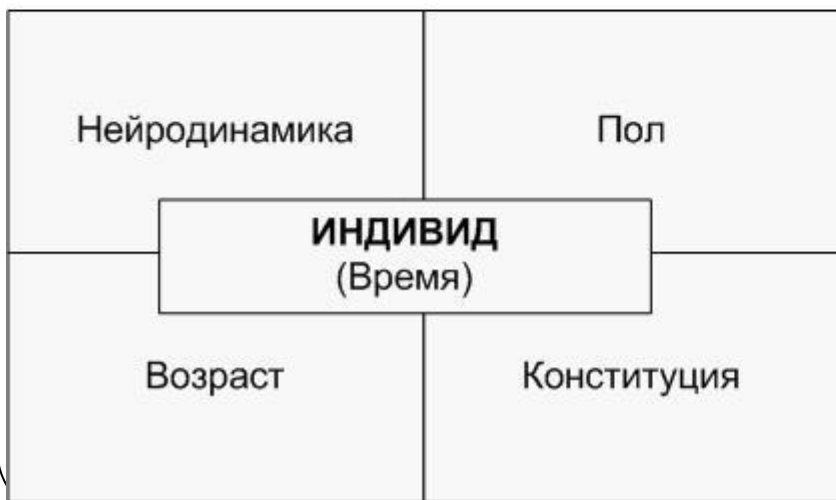 Нейродинамика
Пол
ИНДИВИД
(Время)
Возраст
Конституция